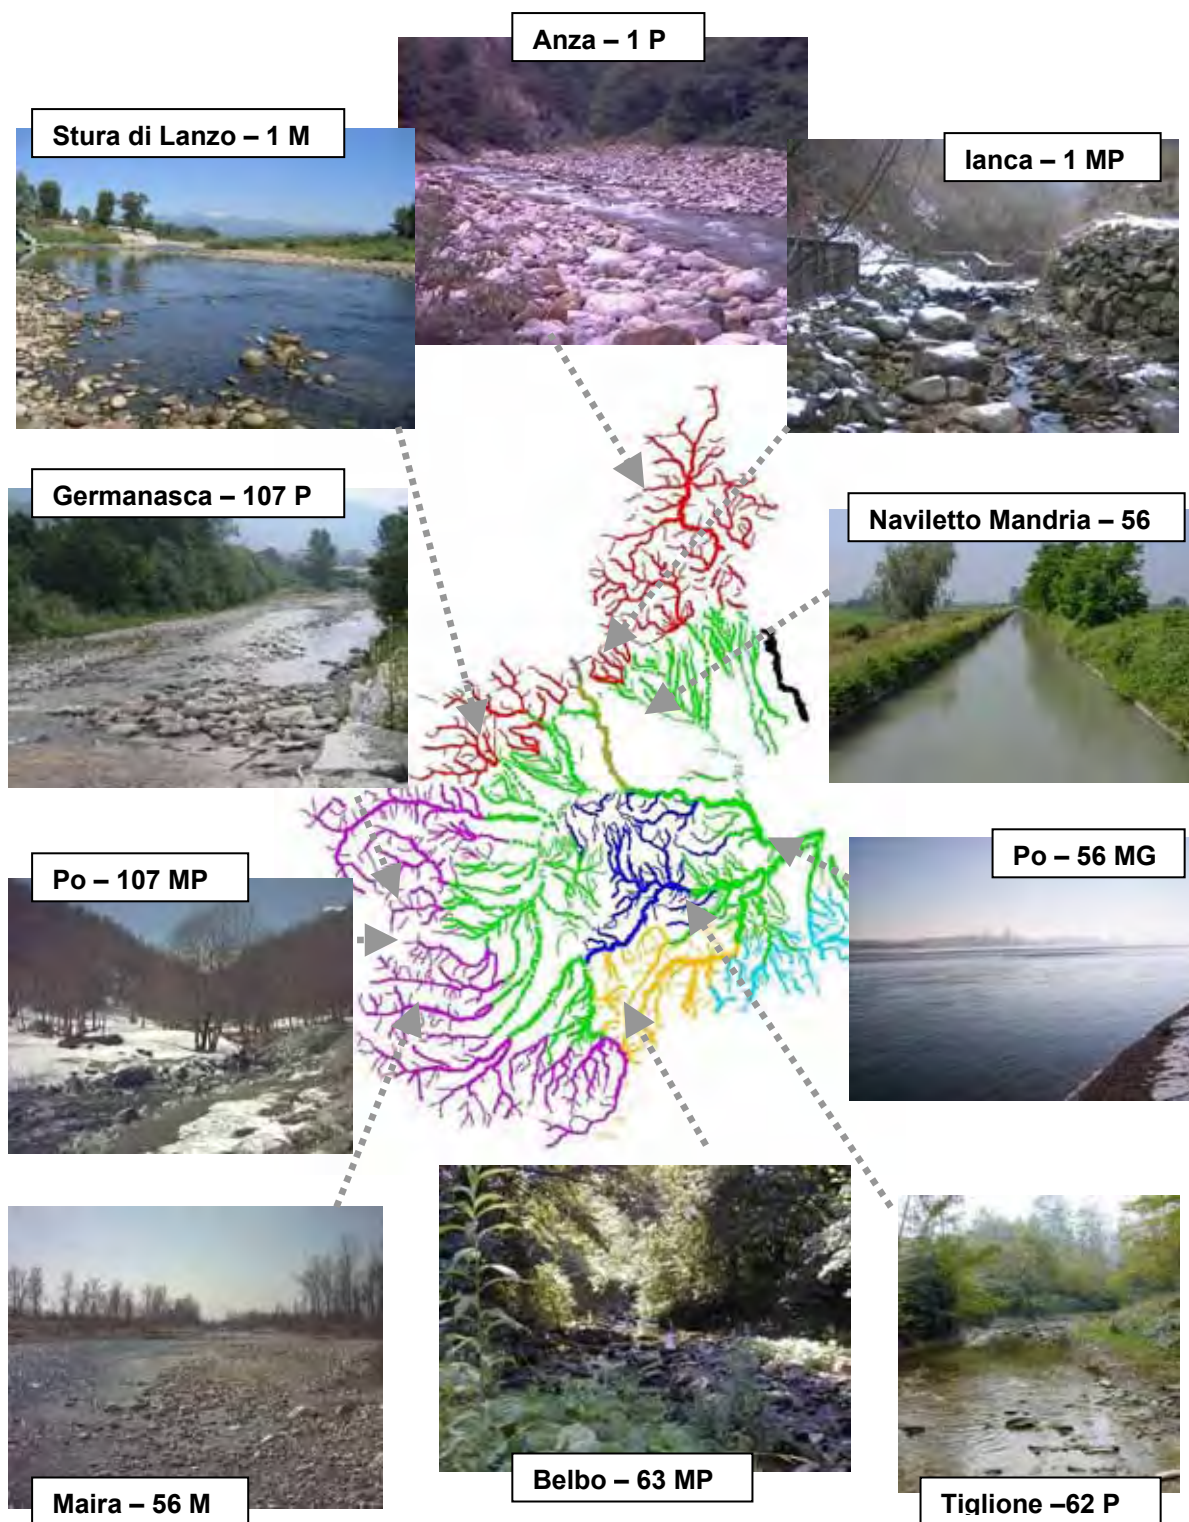 Anza – 1 P
Stura di Lanzo – 1 M
Ianca – 1 MP
Germanasca – 107 P
Naviletto Mandria – 56
Po – 107 MP
Po – 56 MG
Belbo – 63 MP
Maira – 56 M
Tiglione –62 P